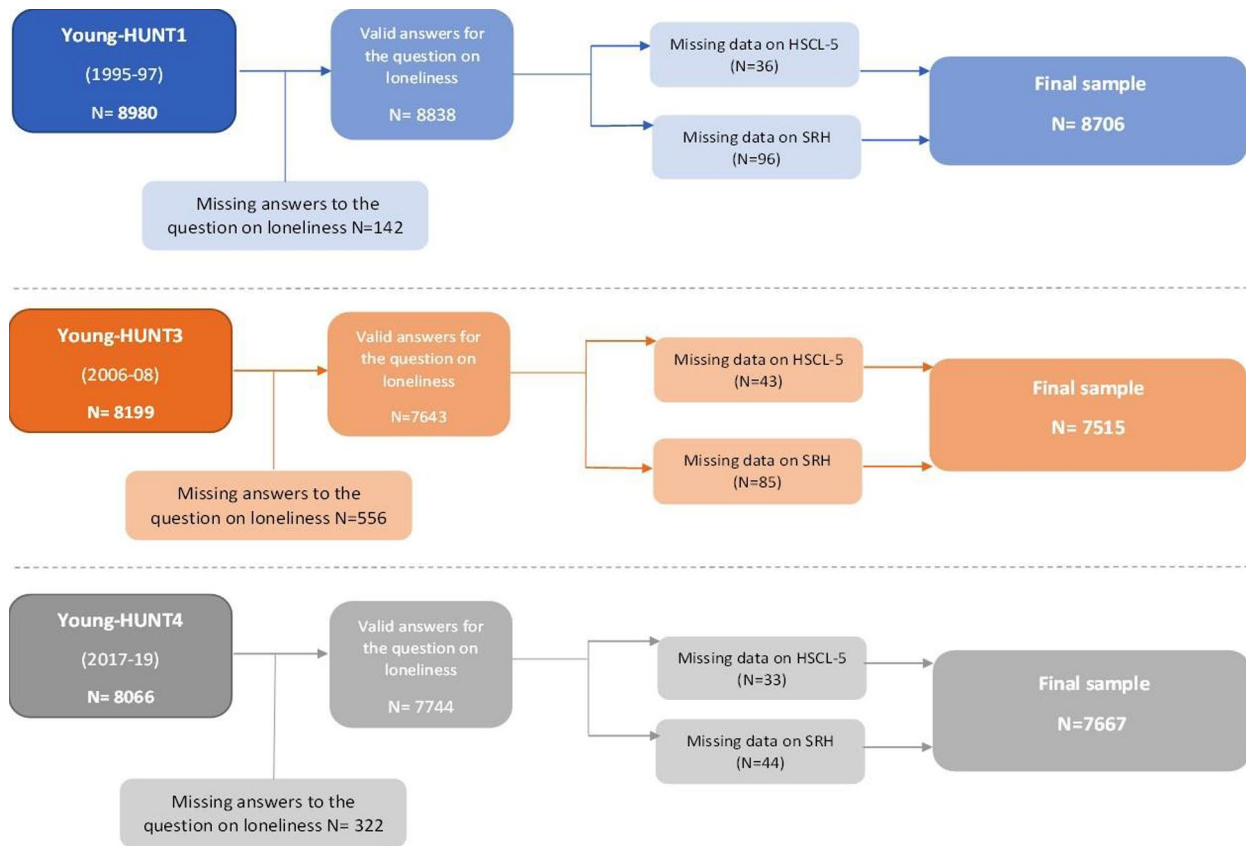 Young-HUNT1
(1995-97)
N= 8980
Valid answers for
the question on
loneliness
N= 8838
Missing answers to the
question on loneliness N=142
Missing data on HSCL-5
(N=36)
Missing data on SRH
(N=96)
Final sample
N= 8706
Young-HUNT3
(2006-08)
N= 8199
Valid answers for
the question on
loneliness
N=7643
Missing answers to the
question on loneliness N=556
Missing data on HSCL-5
(N=43)
Missing data on SRH
(N=85)
Final sample
N= 7515
Young-HUNT4
(2017-19)
N= 8066
Valid answers for
the question on
loneliness
N= 7744
Missing answers to the
question on loneliness N= 322
Missing data on HSCL-5
(N=33)
Missing data on SRH
(N=44)
Final sample
N=7667